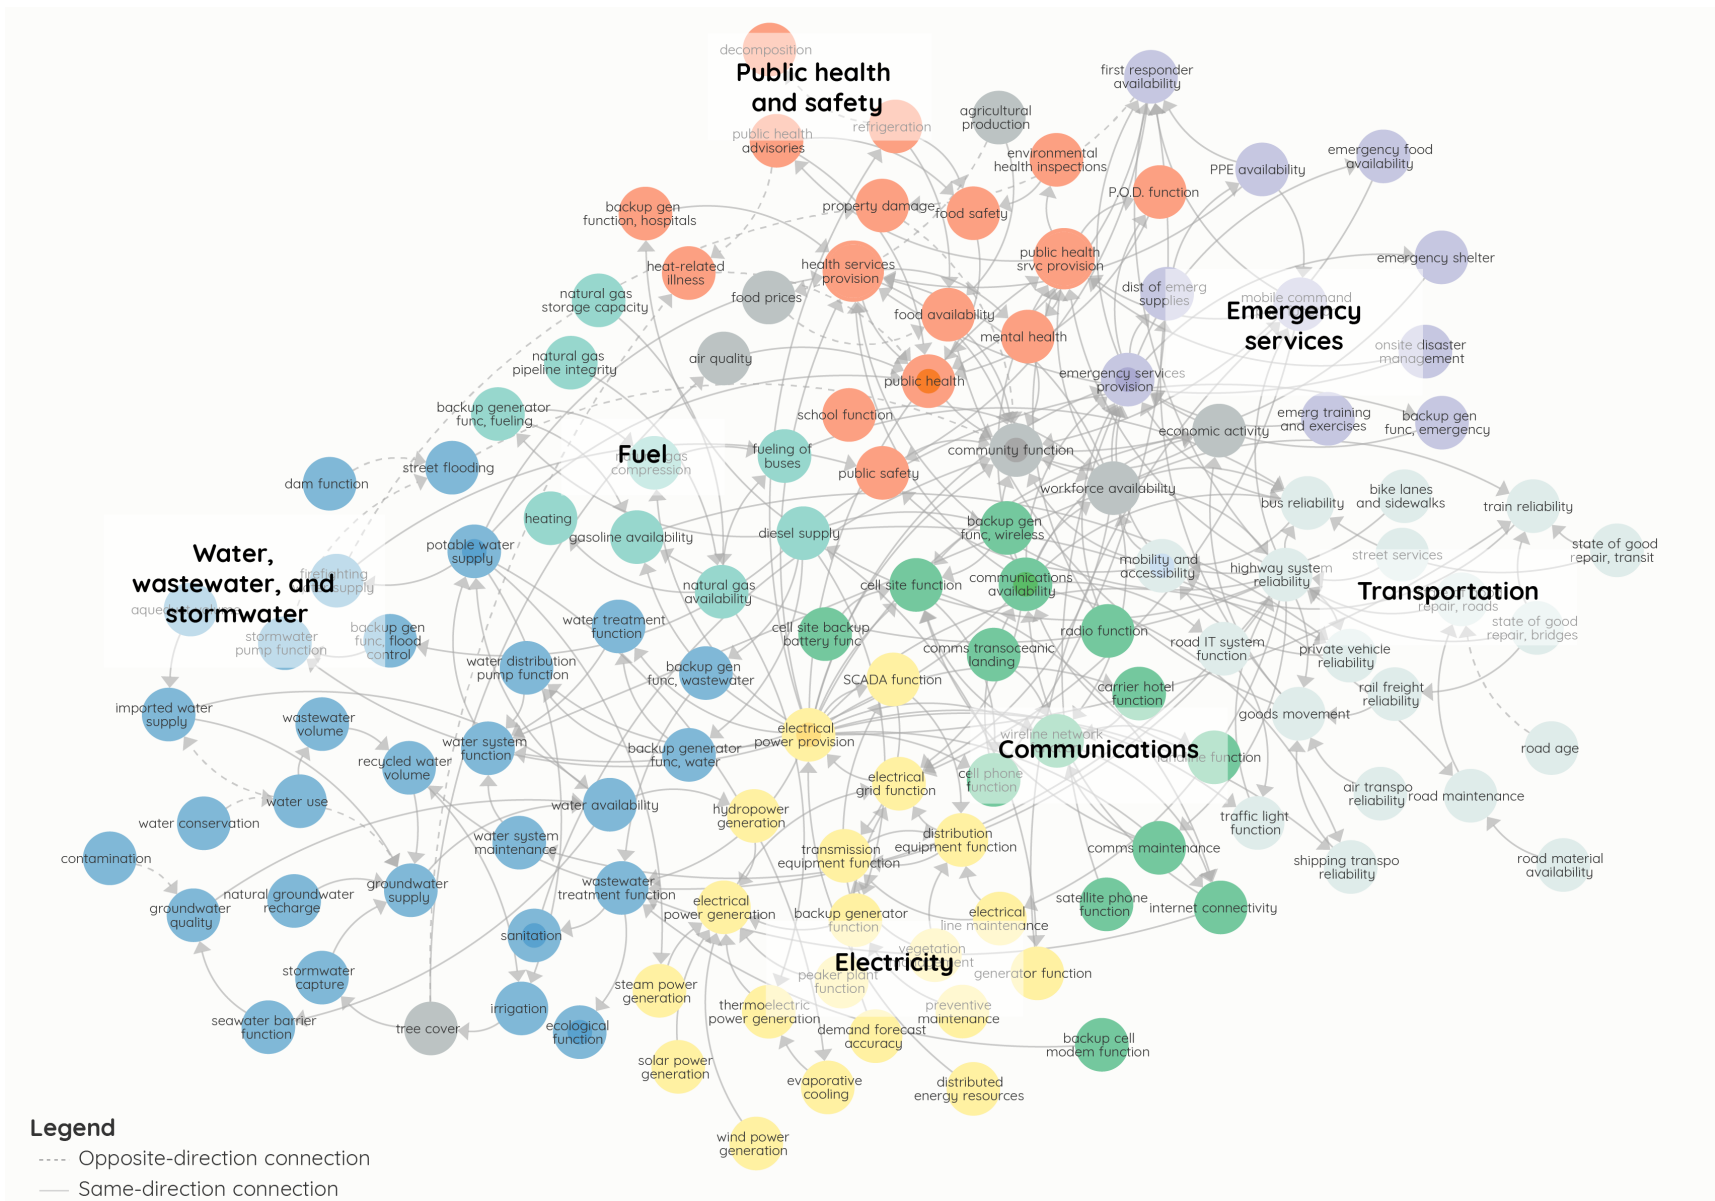 decomposition
Public health
and safety
public health
advisories
refrigeration
agricultural
production
first responder
availability
environmental
health inspections
PPE availability
emergency food
availability
P.O.D. function
backup gen
function, hospitals
property damage
food safety
heat-related
illness
health services
provision
public health
srvc provision
emergency shelter
natural gas
storage capacity
food prices
dist of emerg
supplies
mobile command
Emergency
services
food availability
mental health
onsite disaster
management
natural gas
pipeline integrity
air quality
public health
emergency services
provision
backup generator
func, fueling
school function
economic activity
emerg training
and exercises
backup gen
func, emergency
Fuel
gas
compression
fueling of
buses
public safety
community function
workforce availability
dam function
street flooding
bus reliability
bike lanes
and sidewalks
train reliability
heating
gasoline availability
diesel supply
backup gen
func, wireless
potable water
supply
mobility and
accessibility
highway system
reliability
street services
state of good
repair, transit
Water,
wastewater, and
stormwater
firefighting
supply
natural gas
availability
cell site function
communications
availability
Transportation
repair, roads
state of good
repair, bridges
stormwater
pump function
backup gen
func, flood
control
water treatment
function
cell site backup
battery func
radio function
comms transoceanic
landing
road IT system
function
private vehicle
reliability
water distribution
pump function
backup gen
func, wastewater
SCADA function
carrier hotel
function
rail freight
reliability
goods movement
imported water
supply
wastewater
volume
electrical
power provision
wireline network
Communications
landline function
cell phone
function
road age
water system
function
recycled water
volume
backup generator
func, water
electrical
grid function
air transpo
reliability
road maintenance
water use
water availability
hydropower
generation
water conservation
traffic light
function
water system
maintenance
distribution
equipment function
transmission
equipment function
comms maintenance
contamination
shipping transpo
reliability
road material
availability
groundwater
supply
wastewater
treatment function
natural groundwater
recharge
groundwater
quality
electrical
power generation
backup generator
function
electrical
line maintenance
satellite phone
function
internet connectivity
sanitation
vegetation
Electricity
peaker plant
function
generator function
stormwater
capture
steam power
generation
irrigation
thermoelectric
power generation
preventive
maintenance
seawater barrier
function
tree cover
ecological
function
demand forecast
accuracy
backup cell
modem function
solar power
generation
evaporative
cooling
distributed
energy resources
wind power
generation
Legend
Opposite-direction connection
Same-direction connection